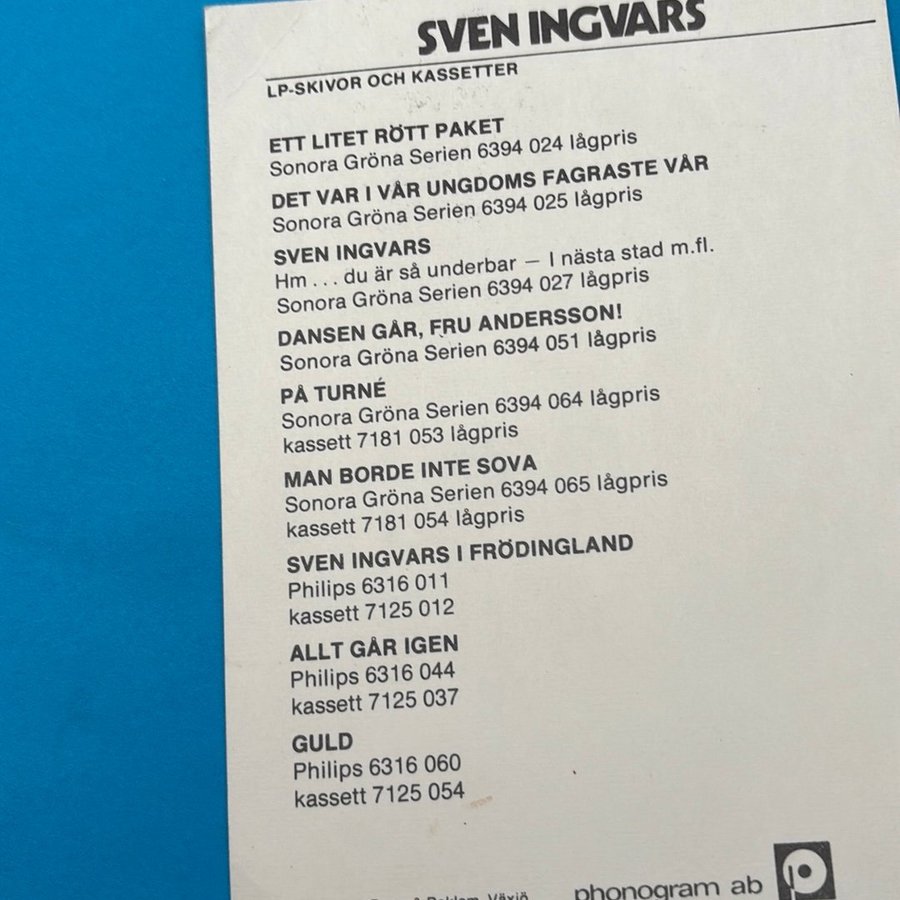 SVEN INGVARS
LP-SKIVOR OCH KASSETTER
ETT LITET RÖTT PAKET
Sonora Gröna Serien 6394 024 lågpris
DET VAR I VÅR UNGDOMS FAGRASTE VÅR
Sonora Gröna Serien 6394 025 lågpris
SVEN INGVARS
Hm . . . du är så underbar – I nästa stad m.fl.
Sonora Gröna Serien 6394 027 lågpris
DANSEN GÅR, FRU ANDERSSON!
Sonora Gröna Serien 6394 051 lågpris
PÅ TURNÉ
Sonora Gröna Serien 6394 064 lågpris
kassett 7181 053 lågpris
MAN BORDE INTE SOVA
Sonora Gröna Serien 6394 065 lågpris
kassett 7181 054 lågpris
SVEN INGVARS I FRÖDINGLAND
Philips 6316 011
kassett 7125 012
ALLT GÅR IGEN
Philips 6316 044
kassett 7125 037
GULD
Philips 6316 060
kassett 7125 054
Reklam, Växjö
phonogram ab